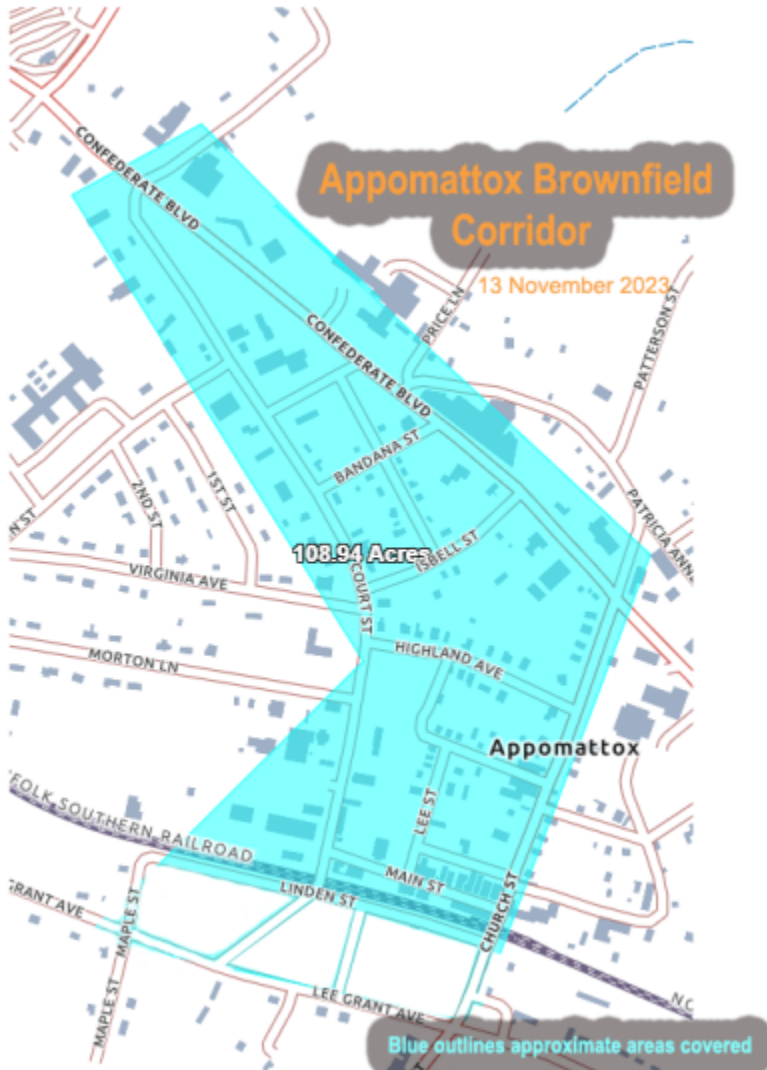 CONFEDERATE BLVD
Appomattox Brownfield
Corridor
13 November 2023
PRICE LN
PATTERSON ST
CONFEDERATE BLVD
BANDANA ST
1ST ST
2ND ST
N ST
PATRICIA ANN
108.94 Acres
ISBELL ST
COURT ST
VIRGINIA AVE
HIGHLAND AVE
MORTON LN
Appomattox
LEE ST
FOLK SOUTHERN RAILROAD
MAIN ST
LINDEN ST
GRANT AVE
MAPLE ST
CHURCH ST
MAPLE ST
LEE GRANT AVE
Blue outlines approximate areas covered